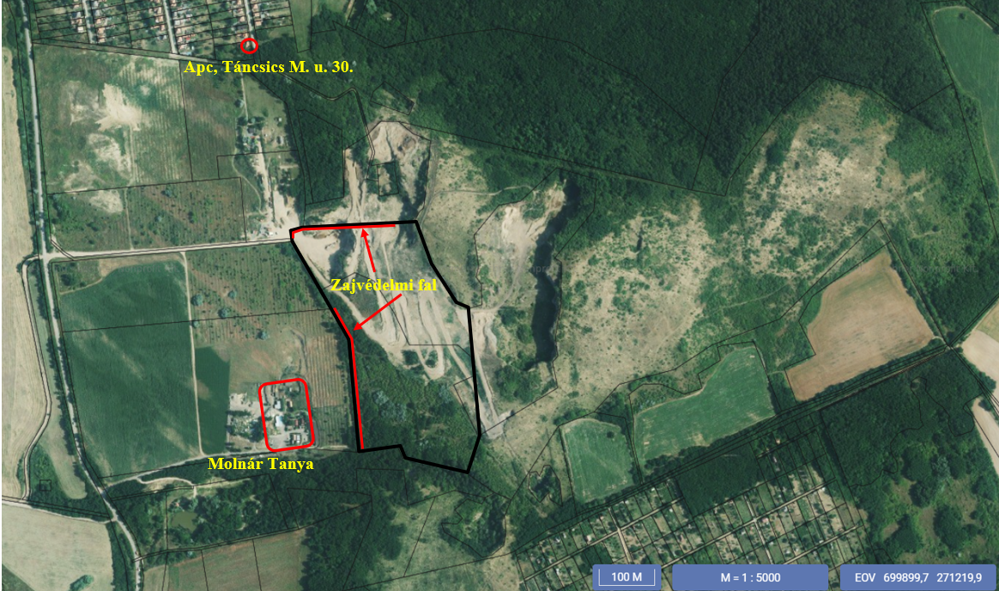 Apc, Táncsics M. u. 30.
Zajvédelmi fal
Molnár Tanya
100 M
M = 1 : 5000
EOV 699899,7 271219,9